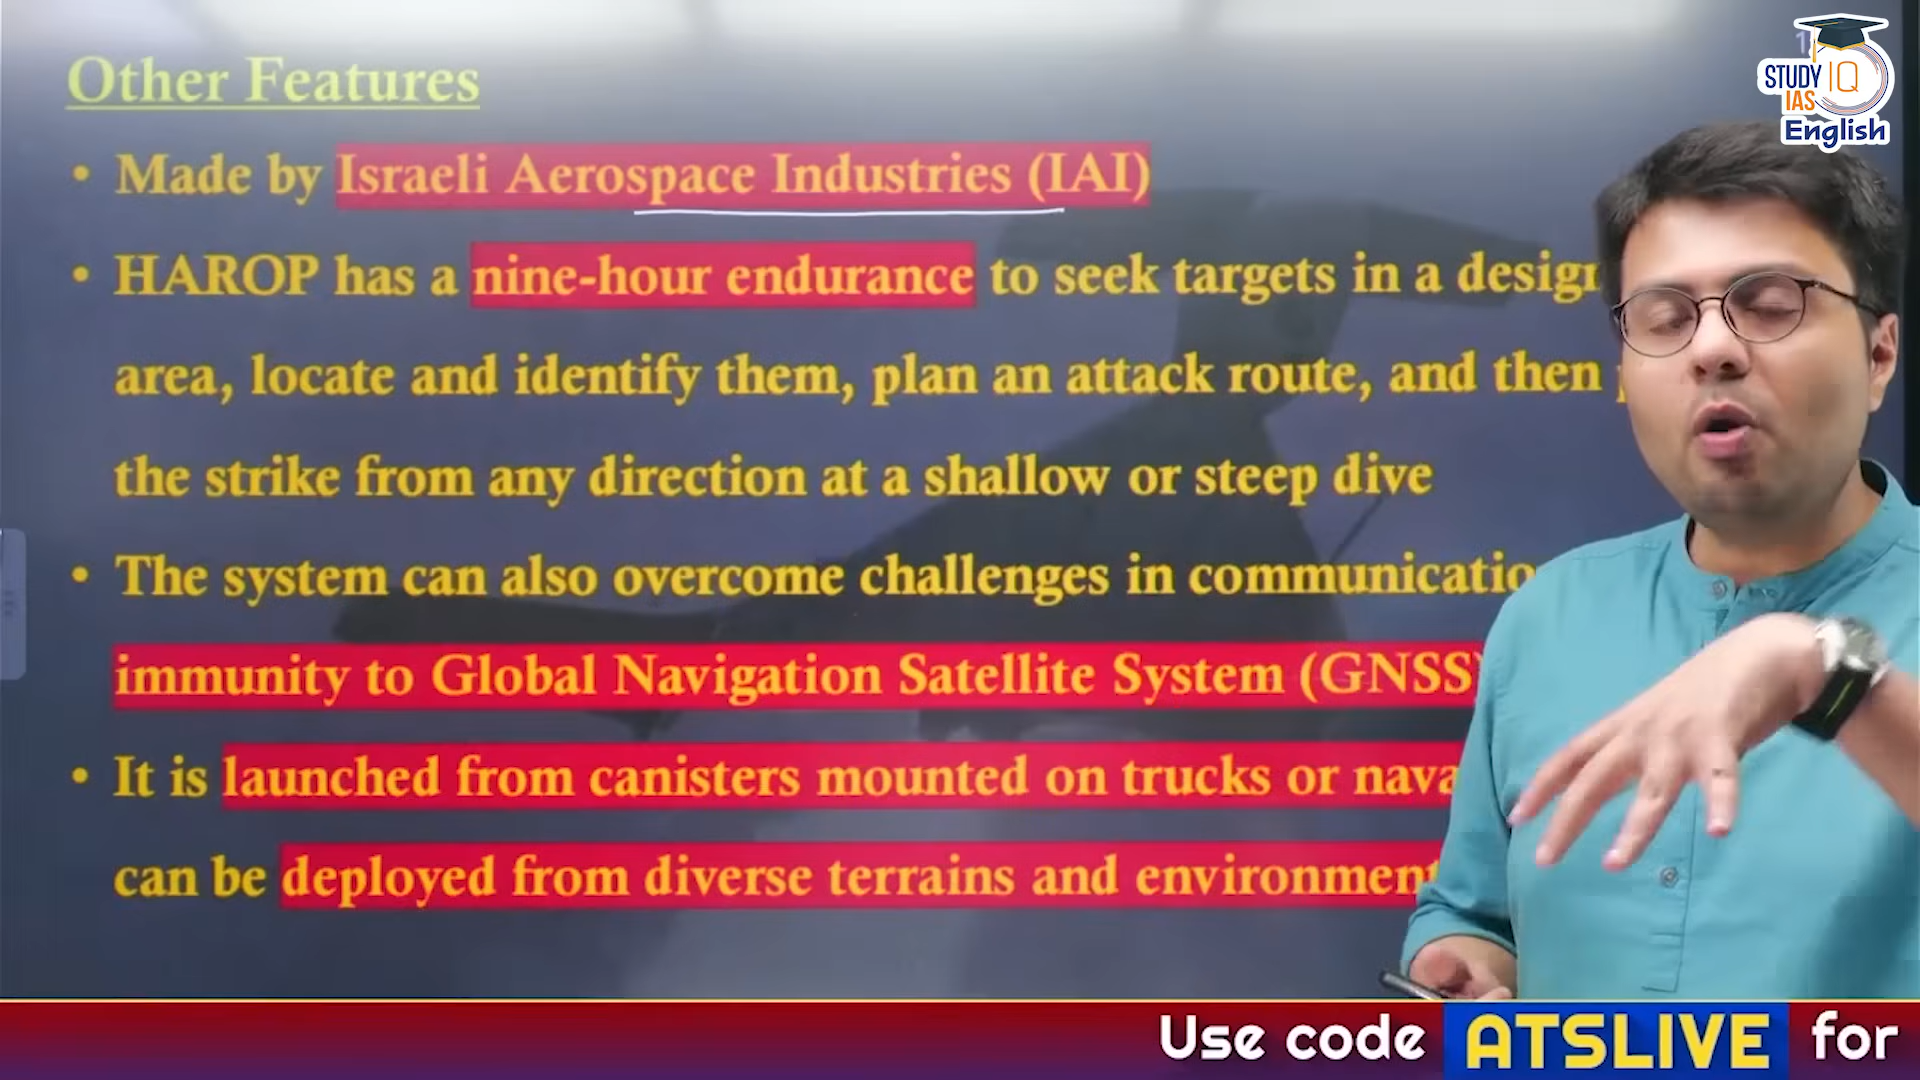 Other Features
STUDY IQ
IAS
English
• Made by Israeli Aerospace Industries (IAI)
• HAROP has a nine-hour endurance to seek targets in a
area, locate and identify them, plan an attack route, and then
the strike from any direction at a shallow or steep dive
• The system can also overcome challenges in
immunity to Global Navigation Satellite System (GNSS)
• It is launched from canisters mounted on trucks or
can be deployed from diverse terrains and
Use code ATSLIVE for